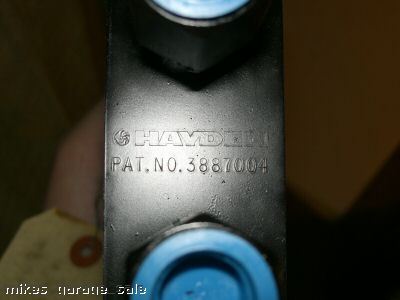 HAYDEN
PAT.NO.3887004
mikes garage sale